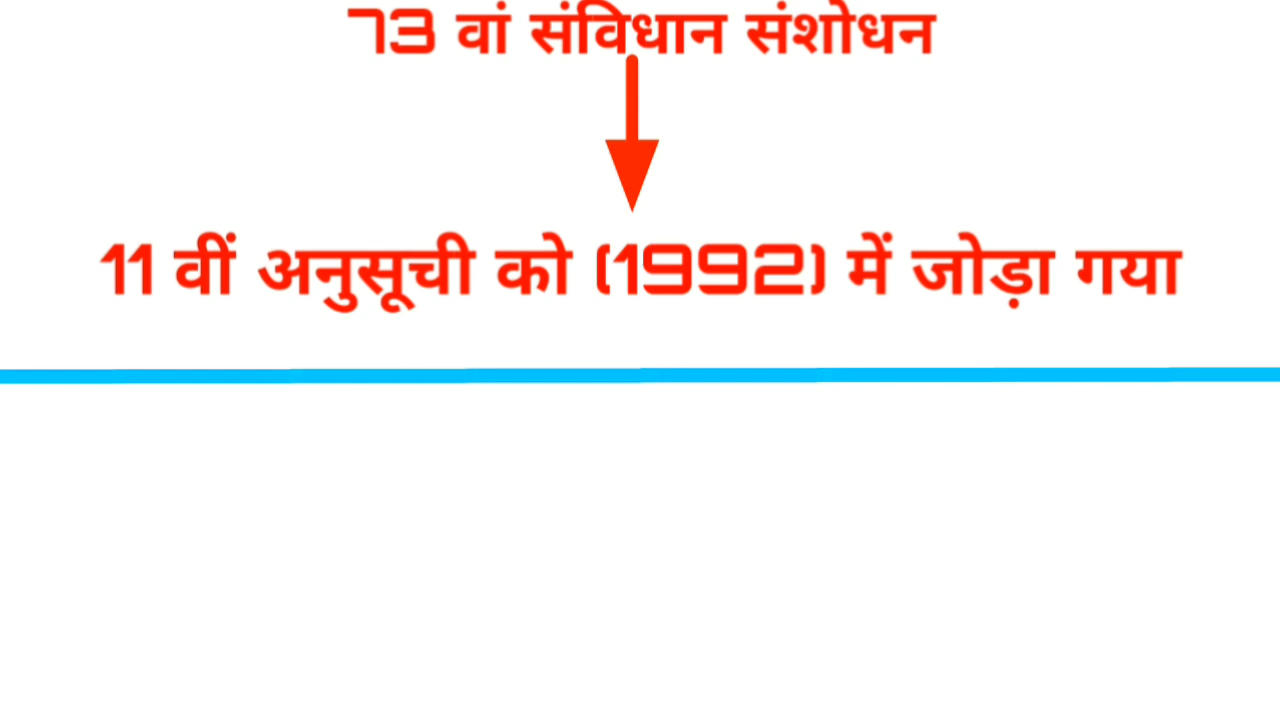 73 वां संविधान संशोधन
11 वीं अनुसूची को (1992) में जोड़ा गया